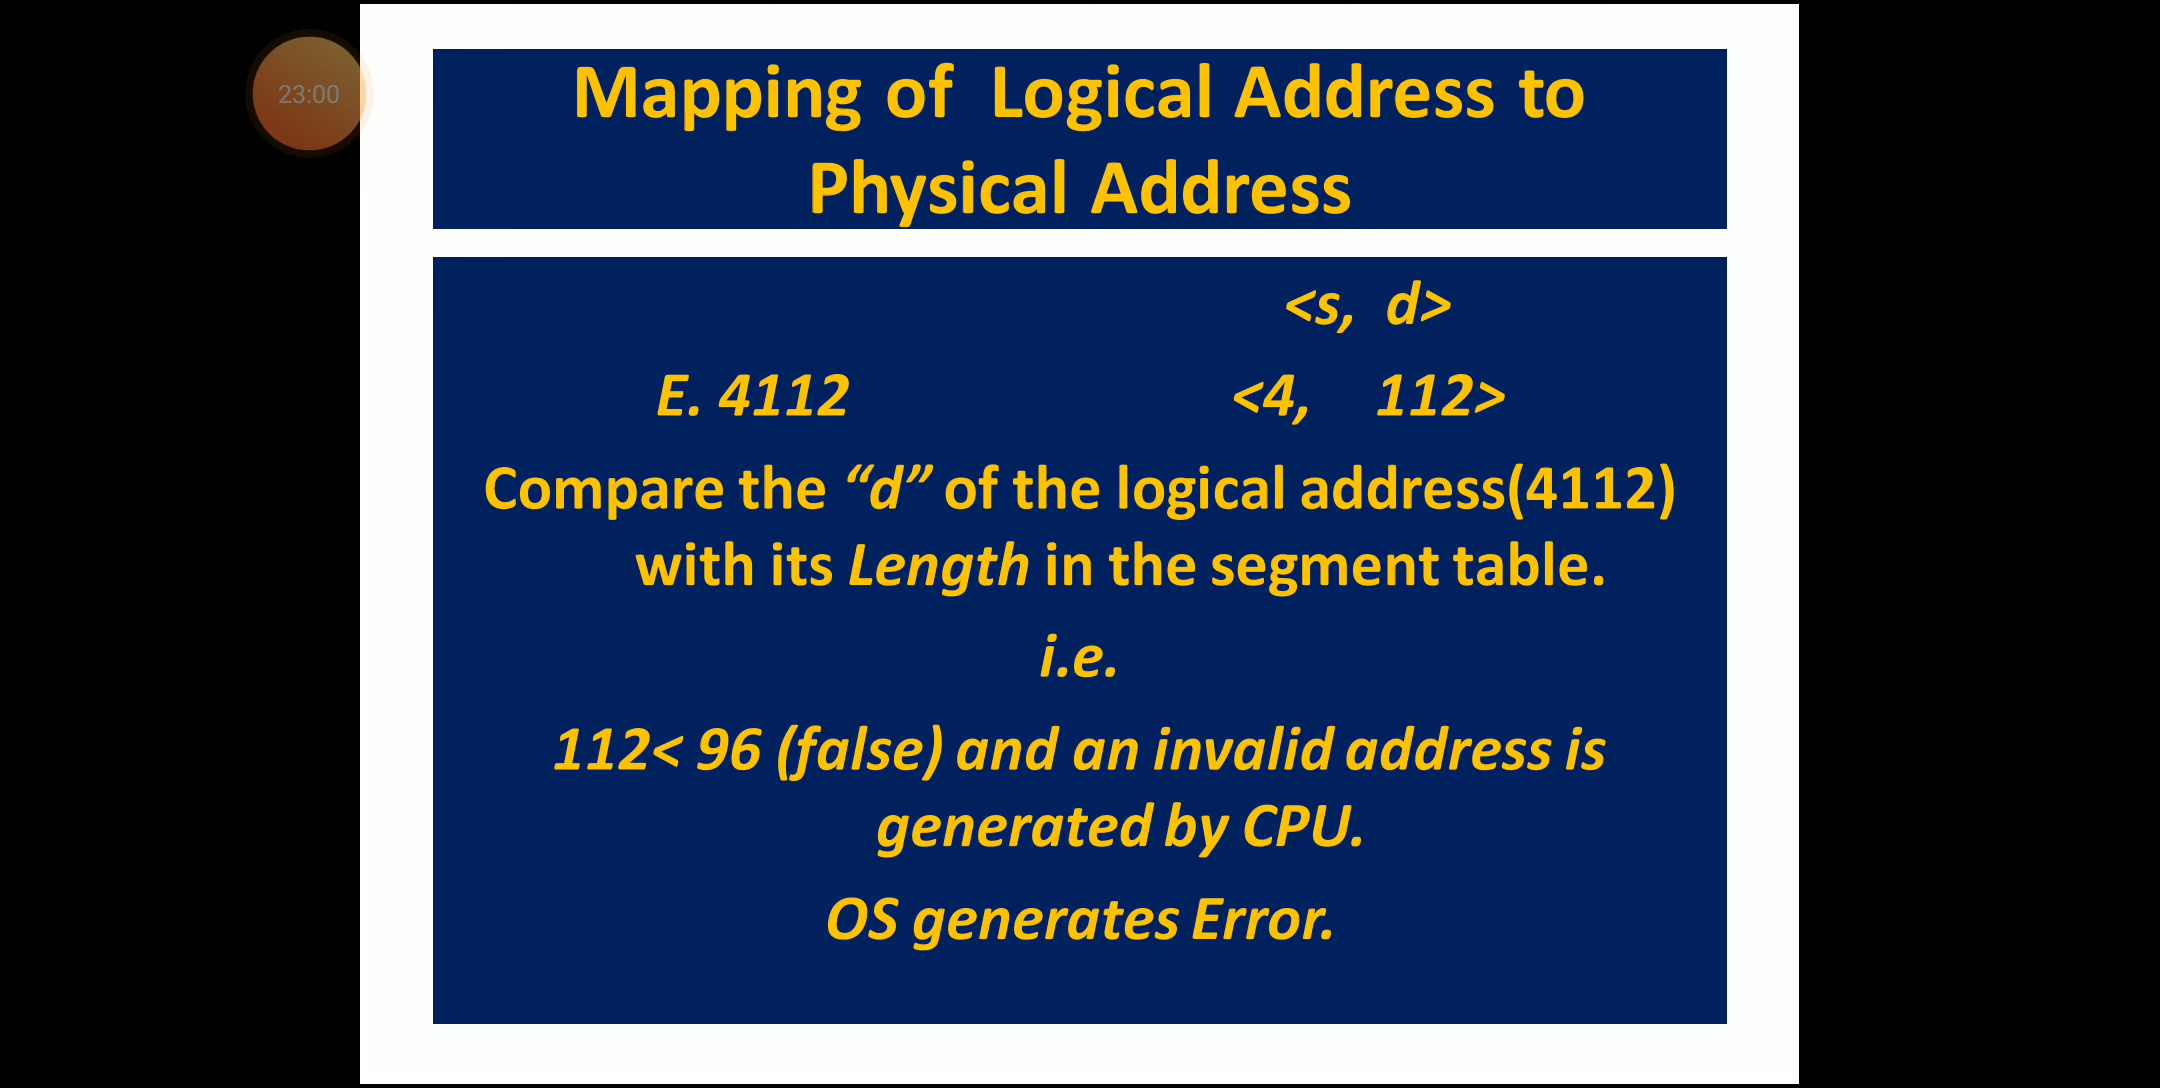 23:00
Mapping of Logical Address to
Physical Address
<s, d>
E. 4112 <4, 112>
Compare the “d” of the logical address(4112)
with its Length in the segment table.
i.e.
112< 96 (false) and an invalid address is
generated by CPU.
OS generates Error.